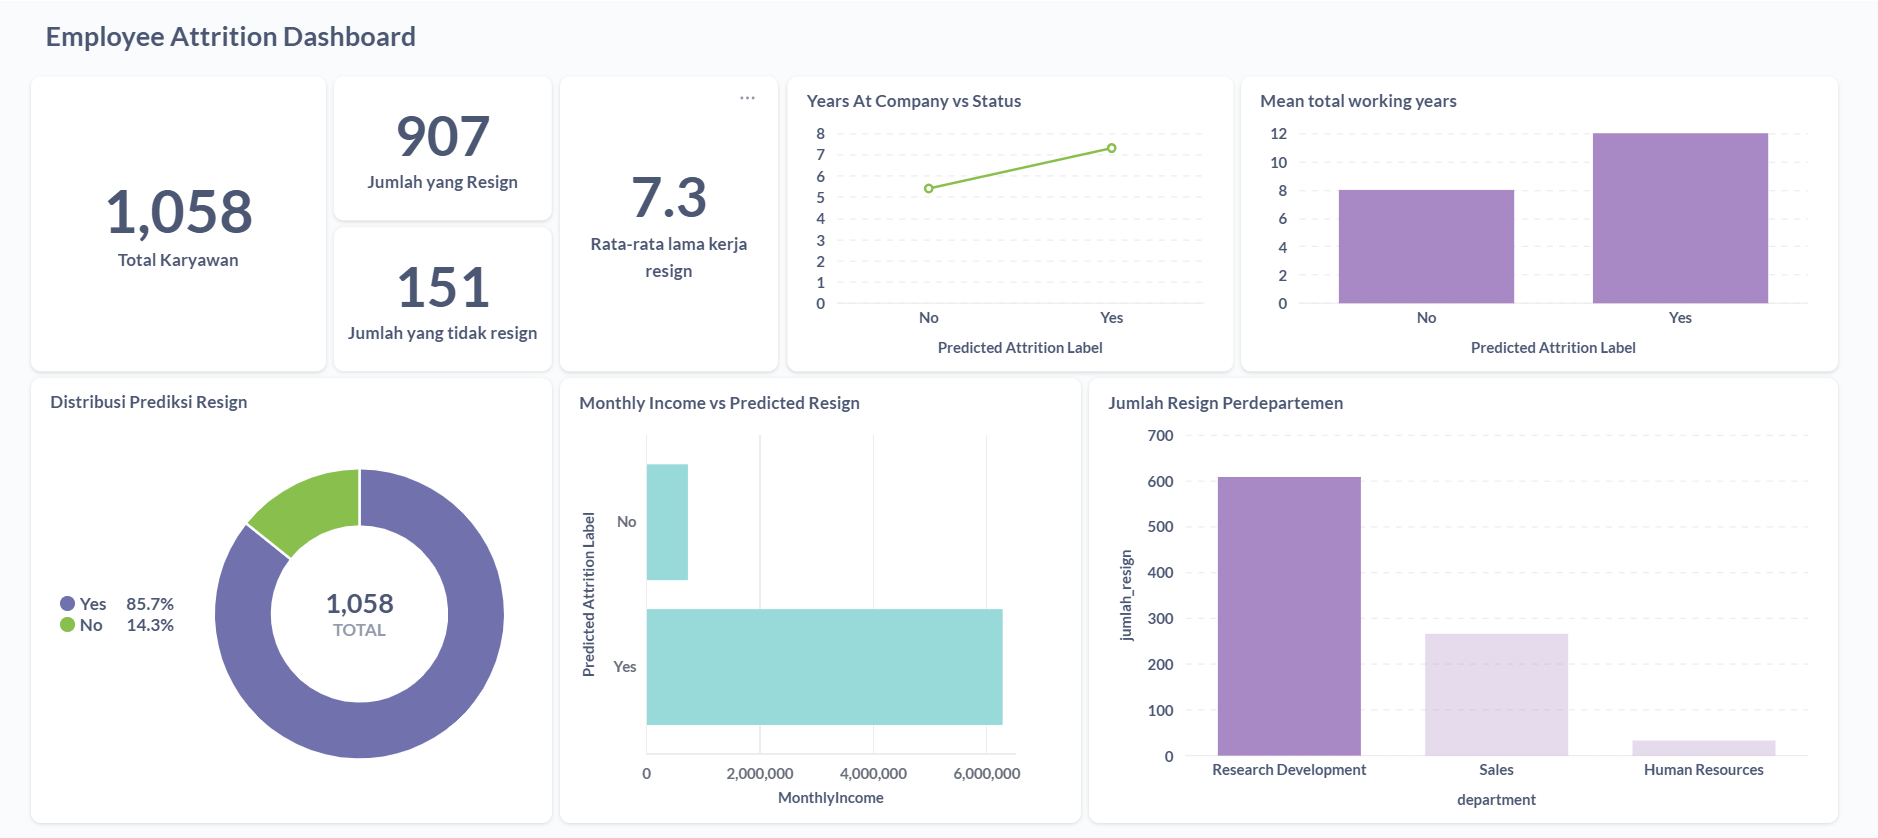 Employee Attrition Dashboard
1,058
Total Karyawan
907
Jumlah yang Resign
151
Jumlah yang tidak resign
...
7.3
Rata-rata lama kerja
resign
Years At Company vs Status
8
7
6
5
4
3
2
1
0
No Yes
Predicted Attrition Label
Mean total working years
12
10
8
6
4
2
0
No Yes
Predicted Attrition Label
Distribusi Prediksi Resign
Yes 85.7%
No 14.3%
1,058
TOTAL
Monthly Income vs Predicted Resign
Predicted Attrition Label
No
Yes
0 2,000,000 4,000,000 6,000,000
MonthlyIncome
Jumlah Resign Perdepartemen
jumlah_resign
700
600
500
400
300
200
100
0
Research Development Sales Human Resources
department